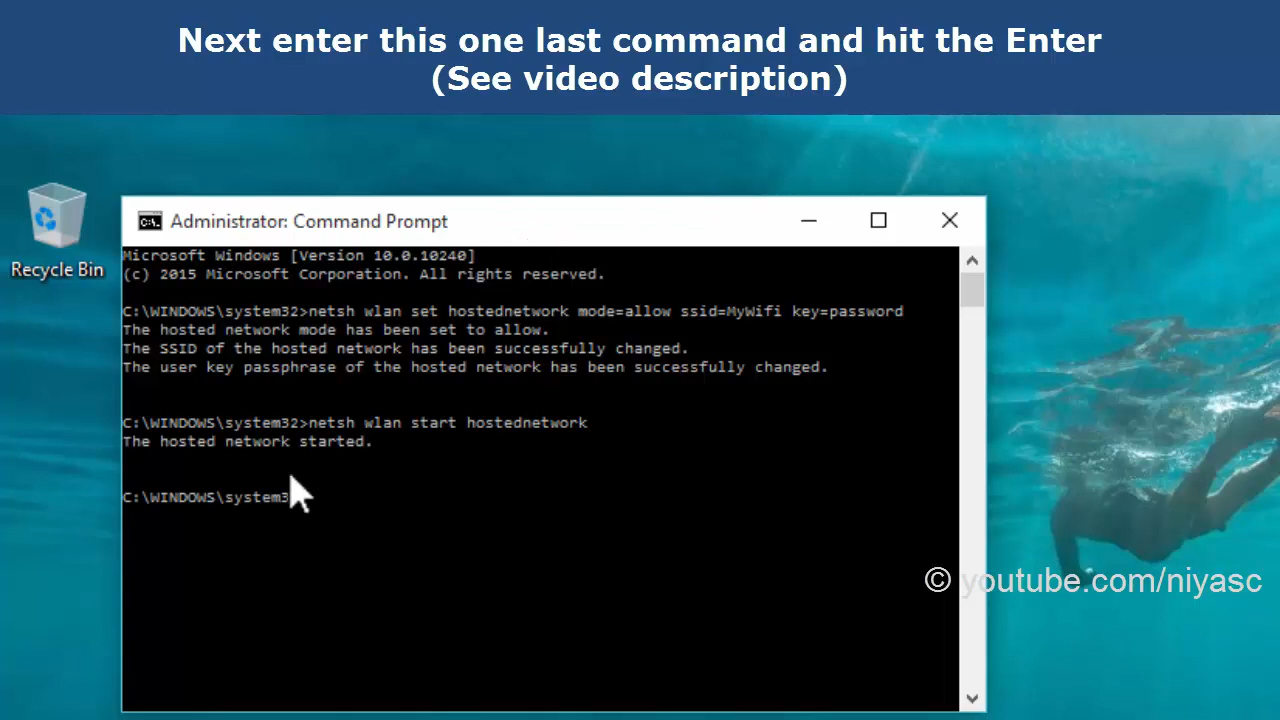 Next enter this one last command and hit the Enter
(See video description)
Recycle Bin
Administrator: Command Prompt
Microsoft Windows [Version 10.0.10240]
(c) 2015 Microsoft Corporation. All rights reserved.
C:\WINDOWS\system32>netsh wlan set hostednetwork mode=allow ssid=MyWifi key=password
The hosted network mode has been set to allow.
The SSID of the hosted network has been successfully changed.
The user key passphrase of the hosted network has been successfully changed.
C:\WINDOWS\system32>netsh wlan start hostednetwork
The hosted network started.
C:\WINDOWS\system3
© youtube.com/niyasc